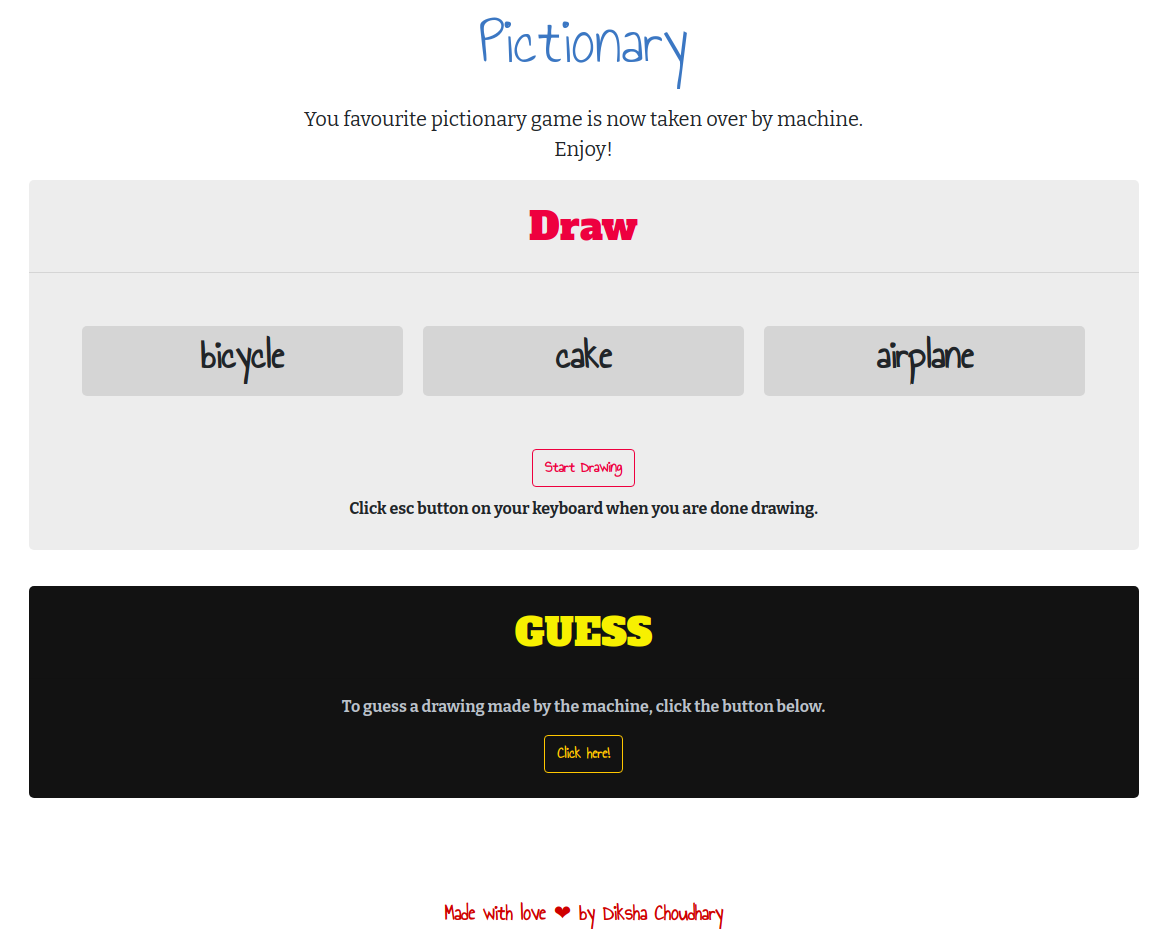 Pictionary
You favourite pictionary game is now taken over by machine.
Enjoy!
Draw
bicycle
cake
airplane
Start Drawing
Click esc button on your keyboard when you are done drawing.
GUESS
To guess a drawing made by the machine, click the button below.
Click here!
Made with love ❤ by Diksha Choudhary